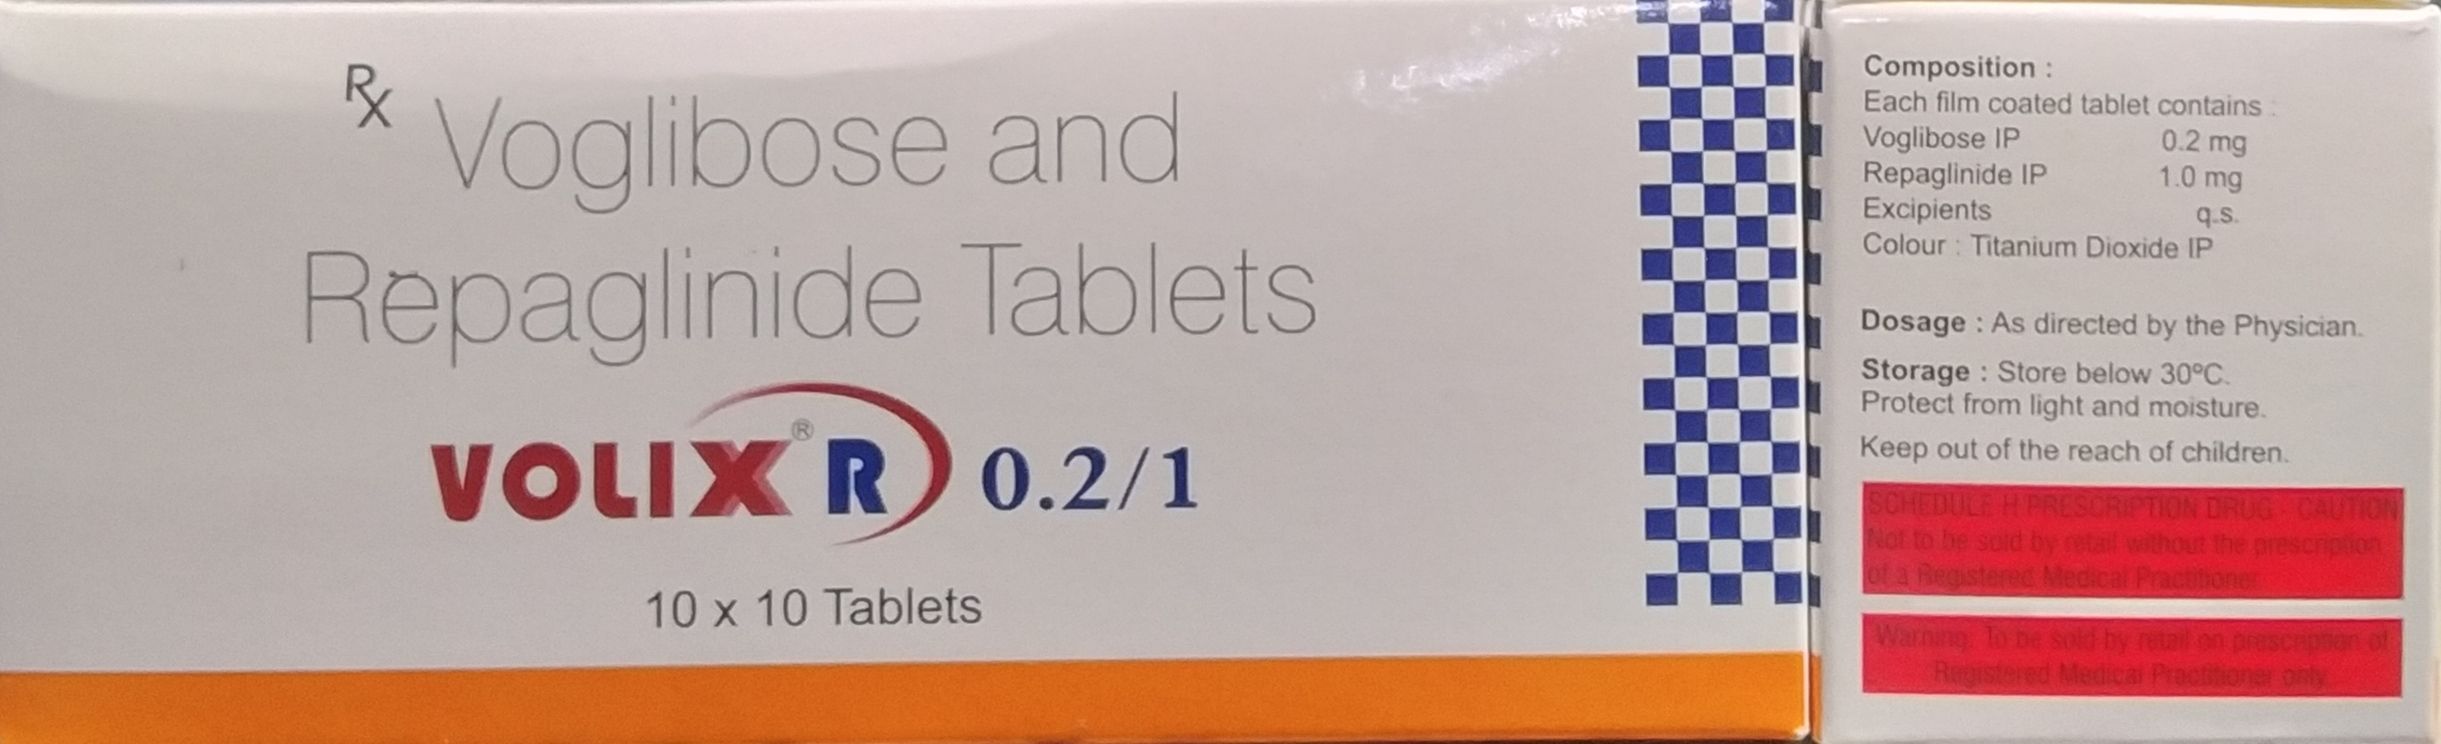 Rx Voglibose and
Repaglinide Tablets
VOLIX® R 0.2/1
10 x 10 Tablets
Composition :
Each film coated tablet contains :
Voglibose IP 0.2 mg
Repaglinide IP 1.0 mg
Excipients q.s.
Colour : Titanium Dioxide IP
Dosage : As directed by the Physician.
Storage : Store below 30°C.
Protect from light and moisture.
Keep out of the reach of children.
SCHEDULE H PRESCRIPTION DRUG - CAUTION
Not to be sold by retail without the prescription
of a Registered Medical Practitioner
Warning: To be sold by retail on prescription of
Registered Medical Practitioner only